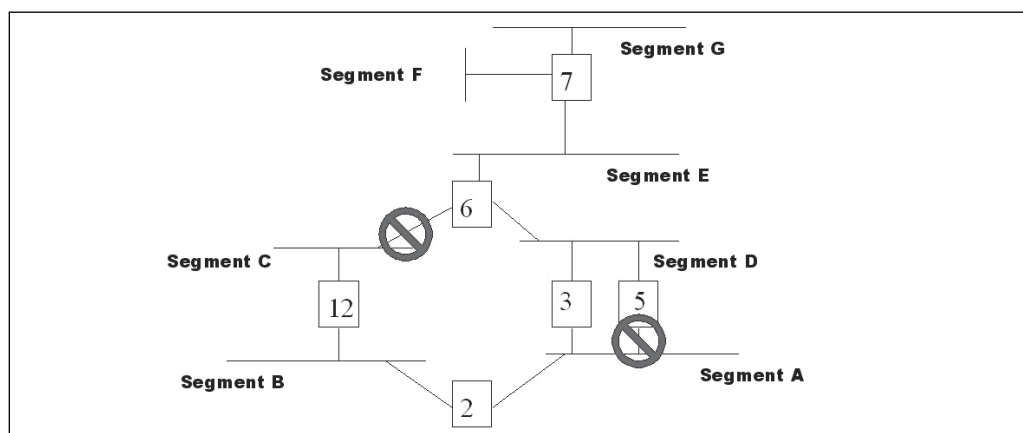 Segment G
Segment F
7
Segment E
6
Segment C
Segment D
12
3
5
Segment B
Segment A
2